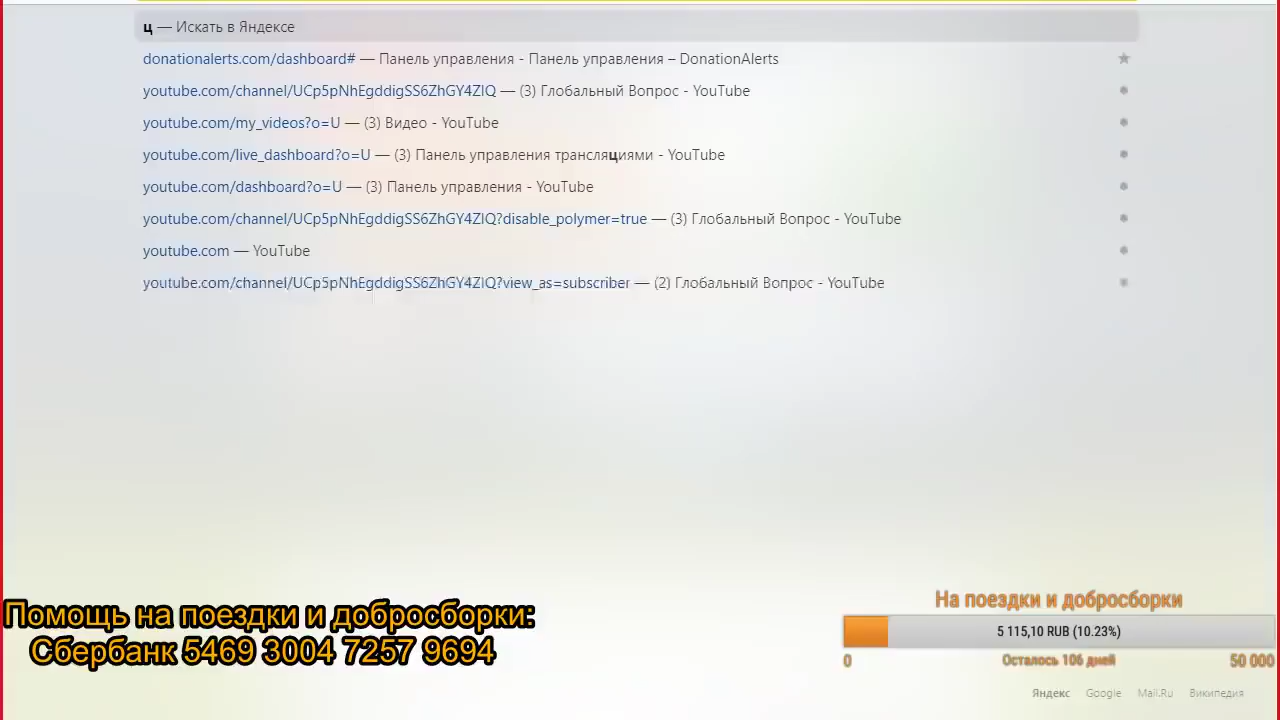 ц — Искать в Яндексе
donationalerts.com/dashboard# — Панель управления - Панель управления – DonationAlerts
youtube.com/channel/UCp5pNhEgddigSS6ZhGY4ZIQ — (3) Глобальный Вопрос - YouTube
youtube.com/my_videos?o=U — (3) Видео - YouTube
youtube.com/live_dashboard?o=U — (3) Панель управления трансляциями - YouTube
youtube.com/dashboard?o=U — (3) Панель управления - YouTube
youtube.com/channel/UCp5pNhEgddigSS6ZhGY4ZIQ?disable_polymer=true — (3) Глобальный Вопрос - YouTube
youtube.com — YouTube
youtube.com/channel/UCp5pNhEgddigSS6ZhGY4ZIQ?view_as=subscriber — (2) Глобальный Вопрос - YouTube
Помощь на поездки и добросборки:
Сбербанк 5469 3004 7257 9694
На поездки и добросборки
5 115,10 RUB (10.23%)
0 Осталось 106 дней 50 000
Яндекс Google Mail.Ru Википедия